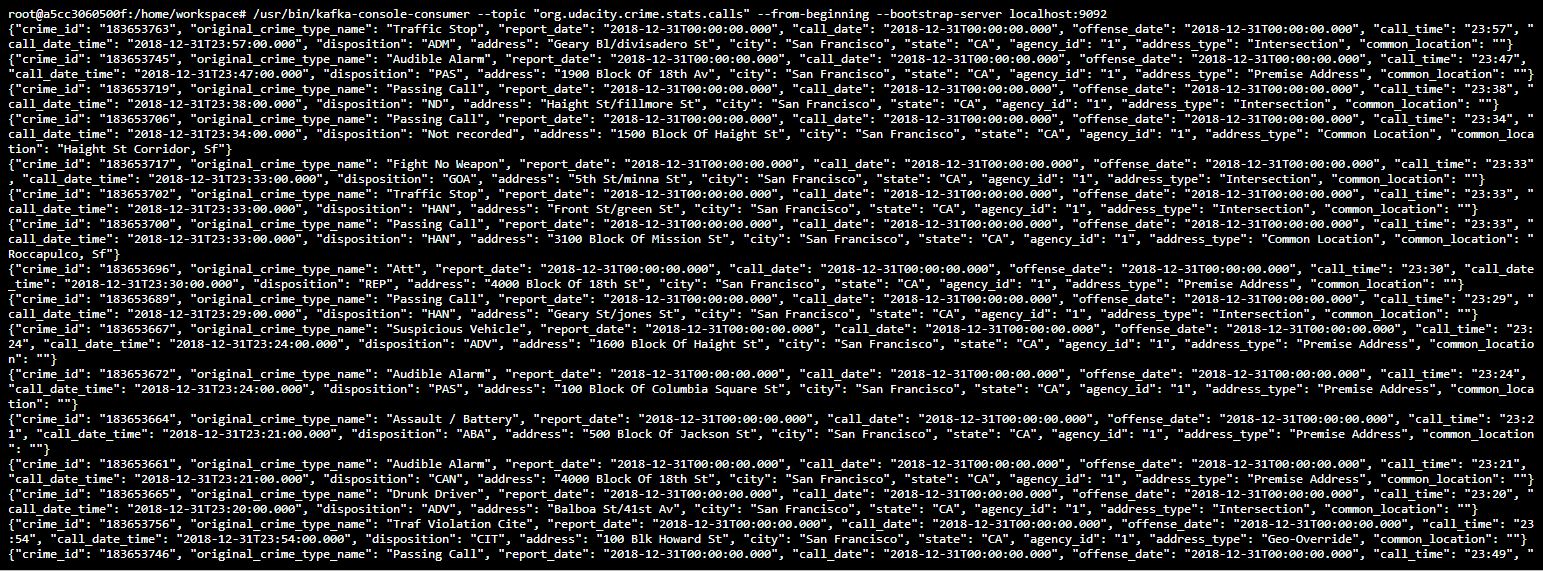 root@a5cc3060500f:/home/workspace# /usr/bin/kafka-console-consumer --topic "org.udacity.crime.stats.calls" --from-beginning --bootstrap-server localhost:9092
{"crime_id": "183653763", "original_crime_type_name": "Traffic Stop", "report_date": "2018-12-31T00:00:00.000", "call_date": "2018-12-31T00:00:00.000", "offense_date": "2018-12-31T00:00:00.000", "call_time": "23:57", "
call_date_time": "2018-12-31T23:57:00.000", "disposition": "ADM", "address": "Geary Bl/divisadero St", "city": "San Francisco", "state": "CA", "agency_id": "1", "address_type": "Intersection", "common_location": ""}
{"crime_id": "183653745", "original_crime_type_name": "Audible Alarm", "report_date": "2018-12-31T00:00:00.000", "call_date": "2018-12-31T00:00:00.000", "offense_date": "2018-12-31T00:00:00.000", "call_time": "23:47",
"call_date_time": "2018-12-31T23:47:00.000", "disposition": "PAS", "address": "1900 Block Of 18th Av", "city": "San Francisco", "state": "CA", "agency_id": "1", "address_type": "Premise Address", "common_location": ""}
{"crime_id": "183653719", "original_crime_type_name": "Passing Call", "report_date": "2018-12-31T00:00:00.000", "call_date": "2018-12-31T00:00:00.000", "offense_date": "2018-12-31T00:00:00.000", "call_time": "23:38", "
call_date_time": "2018-12-31T23:38:00.000", "disposition": "ND", "address": "Haight St/fillmore St", "city": "San Francisco", "state": "CA", "agency_id": "1", "address_type": "Intersection", "common_location": ""}
{"crime_id": "183653706", "original_crime_type_name": "Passing Call", "report_date": "2018-12-31T00:00:00.000", "call_date": "2018-12-31T00:00:00.000", "offense_date": "2018-12-31T00:00:00.000", "call_time": "23:34", "
call_date_time": "2018-12-31T23:34:00.000", "disposition": "Not recorded", "address": "1500 Block Of Haight St", "city": "San Francisco", "state": "CA", "agency_id": "1", "address_type": "Common Location", "common_loca
tion": "Haight St Corridor, Sf"}
{"crime_id": "183653717", "original_crime_type_name": "Fight No Weapon", "report_date": "2018-12-31T00:00:00.000", "call_date": "2018-12-31T00:00:00.000", "offense_date": "2018-12-31T00:00:00.000", "call_time": "23:33"
, "call_date_time": "2018-12-31T23:33:00.000", "disposition": "GOA", "address": "5th St/minna St", "city": "San Francisco", "state": "CA", "agency_id": "1", "address_type": "Intersection", "common_location": ""}
{"crime_id": "183653702", "original_crime_type_name": "Traffic Stop", "report_date": "2018-12-31T00:00:00.000", "call_date": "2018-12-31T00:00:00.000", "offense_date": "2018-12-31T00:00:00.000", "call_time": "23:33", "
call_date_time": "2018-12-31T23:33:00.000", "disposition": "HAN", "address": "Front St/green St", "city": "San Francisco", "state": "CA", "agency_id": "1", "address_type": "Intersection", "common_location": ""}
{"crime_id": "183653700", "original_crime_type_name": "Passing Call", "report_date": "2018-12-31T00:00:00.000", "call_date": "2018-12-31T00:00:00.000", "offense_date": "2018-12-31T00:00:00.000", "call_time": "23:33", "
call_date_time": "2018-12-31T23:33:00.000", "disposition": "HAN", "address": "3100 Block Of Mission St", "city": "San Francisco", "state": "CA", "agency_id": "1", "address_type": "Common Location", "common_location": "
Roccapulco, Sf"}
{"crime_id": "183653696", "original_crime_type_name": "Att", "report_date": "2018-12-31T00:00:00.000", "call_date": "2018-12-31T00:00:00.000", "offense_date": "2018-12-31T00:00:00.000", "call_time": "23:30", "call_date
_time": "2018-12-31T23:30:00.000", "disposition": "REP", "address": "4000 Block Of 18th St", "city": "San Francisco", "state": "CA", "agency_id": "1", "address_type": "Premise Address", "common_location": ""}
{"crime_id": "183653689", "original_crime_type_name": "Passing Call", "report_date": "2018-12-31T00:00:00.000", "call_date": "2018-12-31T00:00:00.000", "offense_date": "2018-12-31T00:00:00.000", "call_time": "23:29", "
call_date_time": "2018-12-31T23:29:00.000", "disposition": "HAN", "address": "Geary St/jones St", "city": "San Francisco", "state": "CA", "agency_id": "1", "address_type": "Intersection", "common_location": ""}
{"crime_id": "183653667", "original_crime_type_name": "Suspicious Vehicle", "report_date": "2018-12-31T00:00:00.000", "call_date": "2018-12-31T00:00:00.000", "offense_date": "2018-12-31T00:00:00.000", "call_time": "23:
24", "call_date_time": "2018-12-31T23:24:00.000", "disposition": "ADV", "address": "1600 Block Of Haight St", "city": "San Francisco", "state": "CA", "agency_id": "1", "address_type": "Premise Address", "common_locatio
n": ""}
{"crime_id": "183653672", "original_crime_type_name": "Audible Alarm", "report_date": "2018-12-31T00:00:00.000", "call_date": "2018-12-31T00:00:00.000", "offense_date": "2018-12-31T00:00:00.000", "call_time": "23:24",
"call_date_time": "2018-12-31T23:24:00.000", "disposition": "PAS", "address": "100 Block Of Columbia Square St", "city": "San Francisco", "state": "CA", "agency_id": "1", "address_type": "Premise Address", "common_loca
tion": ""}
{"crime_id": "183653664", "original_crime_type_name": "Assault / Battery", "report_date": "2018-12-31T00:00:00.000", "call_date": "2018-12-31T00:00:00.000", "offense_date": "2018-12-31T00:00:00.000", "call_time": "23:2
1", "call_date_time": "2018-12-31T23:21:00.000", "disposition": "ABA", "address": "500 Block Of Jackson St", "city": "San Francisco", "state": "CA", "agency_id": "1", "address_type": "Premise Address", "common_location
": ""}
{"crime_id": "183653661", "original_crime_type_name": "Audible Alarm", "report_date": "2018-12-31T00:00:00.000", "call_date": "2018-12-31T00:00:00.000", "offense_date": "2018-12-31T00:00:00.000", "call_time": "23:21",
"call_date_time": "2018-12-31T23:21:00.000", "disposition": "CAN", "address": "4000 Block Of 18th St", "city": "San Francisco", "state": "CA", "agency_id": "1", "address_type": "Premise Address", "common_location": ""}
{"crime_id": "183653665", "original_crime_type_name": "Drunk Driver", "report_date": "2018-12-31T00:00:00.000", "call_date": "2018-12-31T00:00:00.000", "offense_date": "2018-12-31T00:00:00.000", "call_time": "23:20", "
call_date_time": "2018-12-31T23:20:00.000", "disposition": "ADV", "address": "Balboa St/41st Av", "city": "San Francisco", "state": "CA", "agency_id": "1", "address_type": "Intersection", "common_location": ""}
{"crime_id": "183653756", "original_crime_type_name": "Traf Violation Cite", "report_date": "2018-12-31T00:00:00.000", "call_date": "2018-12-31T00:00:00.000", "offense_date": "2018-12-31T00:00:00.000", "call_time": "23
:54", "call_date_time": "2018-12-31T23:54:00.000", "disposition": "CIT", "address": "100 Blk Howard St", "city": "San Francisco", "state": "CA", "agency_id": "1", "address_type": "Geo-Override", "common_location": ""}
{"crime_id": "183653746", "original_crime_type_name": "Passing Call", "report_date": "2018-12-31T00:00:00.000", "call_date": "2018-12-31T00:00:00.000", "offense_date": "2018-12-31T00:00:00.000", "call_time": "23:49", "